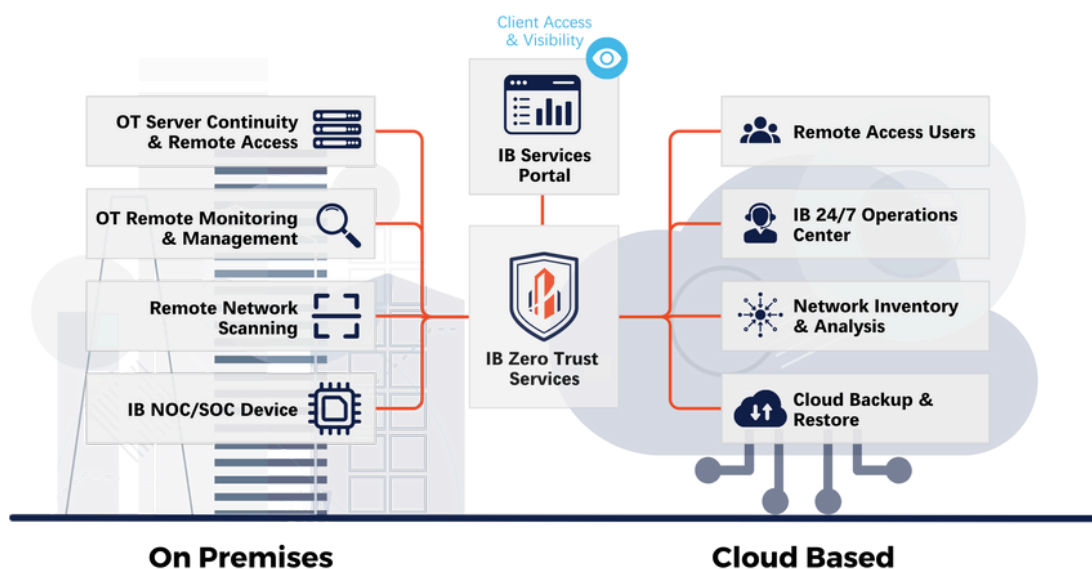 Client Access
& Visibility
IB Services
Portal
IB Zero Trust
Services
OT Server Continuity
& Remote Access
OT Remote Monitoring
& Management
Remote Network
Scanning
IB NOC/SOC Device
Remote Access Users
IB 24/7 Operations
Center
Network Inventory
& Analysis
Cloud Backup &
Restore
On Premises
Cloud Based